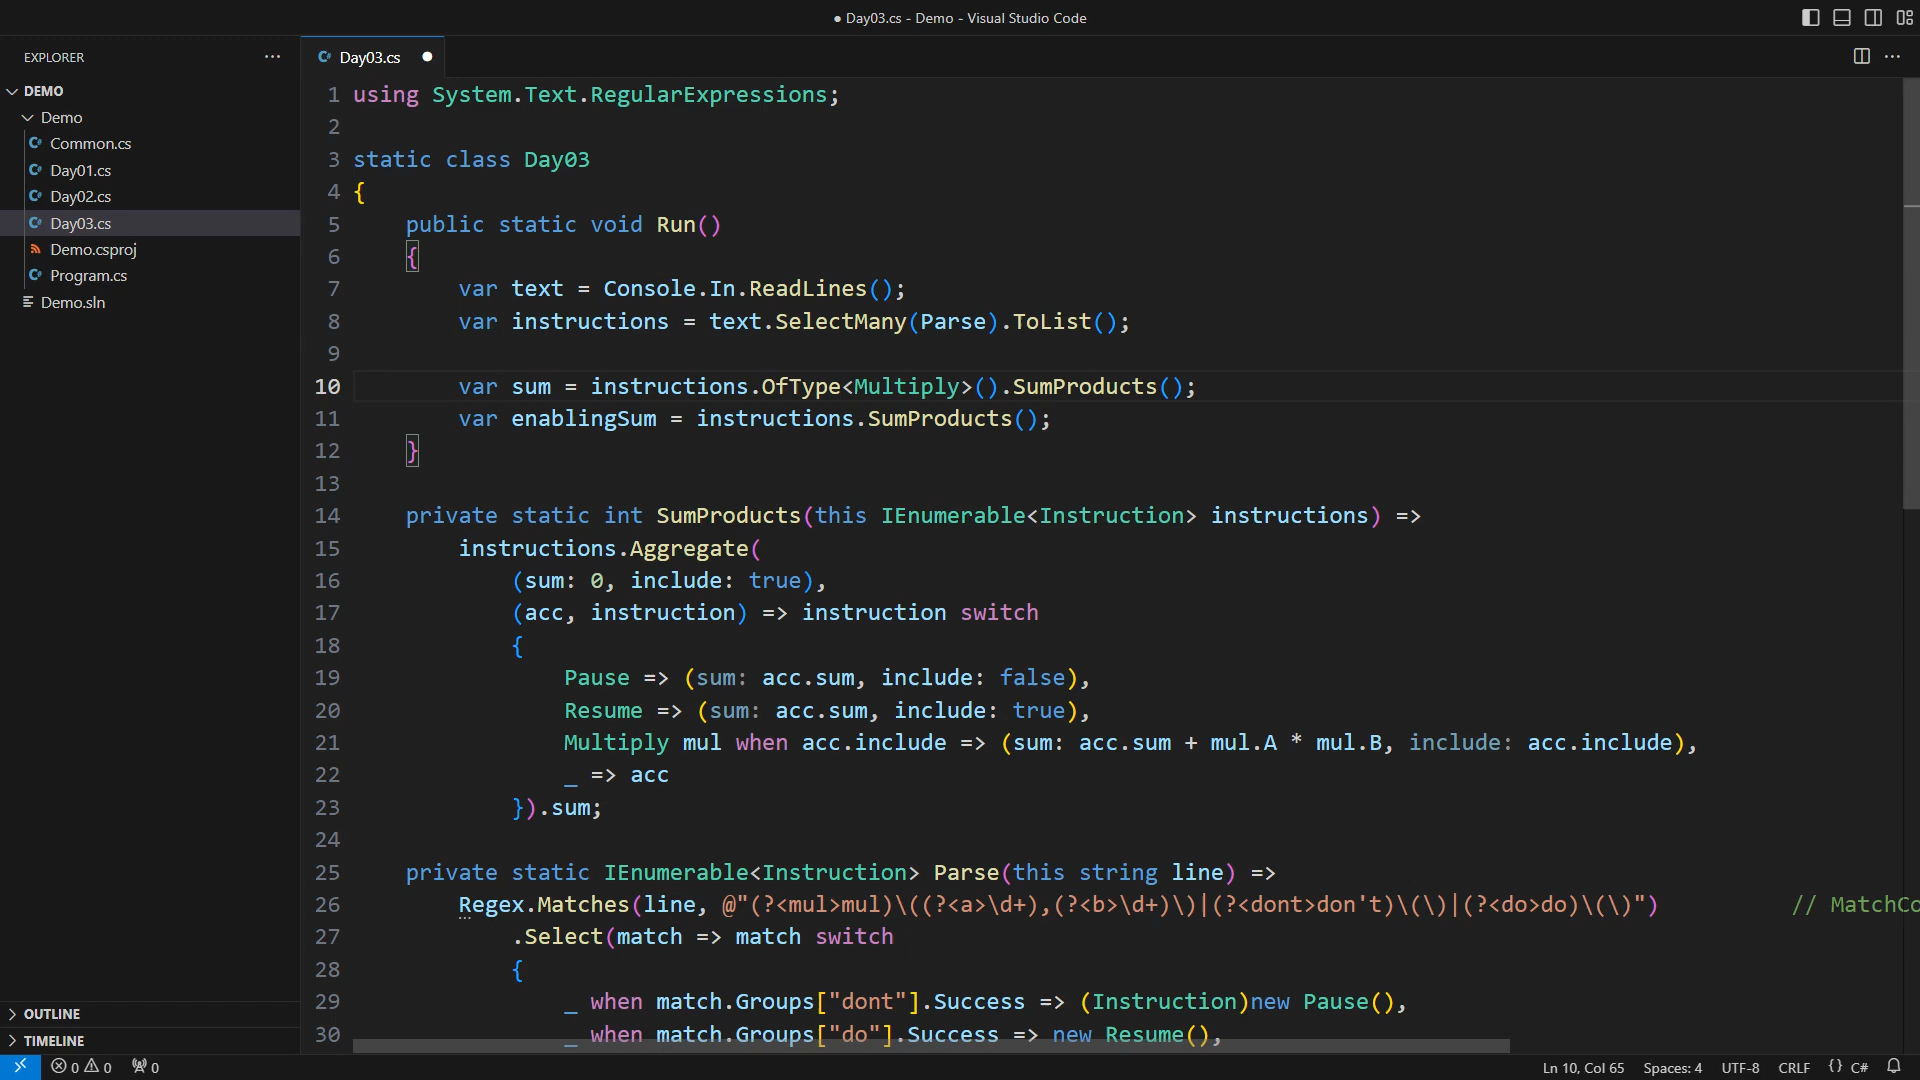 ● Day03.cs - Demo - Visual Studio Code
EXPLORER
DEMO
Demo
Common.cs
Day01.cs
Day02.cs
Day03.cs
Demo.csproj
Program.cs
Demo.sln
OUTLINE
TIMELINE
Day03.cs
1 using System.Text.RegularExpressions;
2
3 static class Day03
4 {
5     public static void Run()
6     {
7         var text = Console.In.ReadLines();
8         var instructions = text.SelectMany(Parse).ToList();
9
10         var sum = instructions.OfType<Multiply>().SumProducts();
11         var enablingSum = instructions.SumProducts();
12     }
13
14     private static int SumProducts(this IEnumerable<Instruction> instructions) =>
15         instructions.Aggregate(
16             (sum: 0, include: true),
17             (acc, instruction) => instruction switch
18             {
19                 Pause => (sum: acc.sum, include: false),
20                 Resume => (sum: acc.sum, include: true),
21                 Multiply mul when acc.include => (sum: acc.sum + mul.A * mul.B, include: acc.include),
22                 _ => acc
23             }).sum;
24
25     private static IEnumerable<Instruction> Parse(this string line) =>
26         Regex.Matches(line, @"(?<mul>mul)\((?<a>\d+),(?<b>\d+)\)|(?<dont>don't)\(\)|(?<do>do)\(\)")          // MatchCo
27             .Select(match => match switch
28             {
29                 _ when match.Groups["dont"].Success => (Instruction)new Pause(),
30                 _ when match.Groups["do"].Success => new Resume(),
0 0 0
Ln 10, Col 65 Spaces: 4 UTF-8 CRLF {} C#